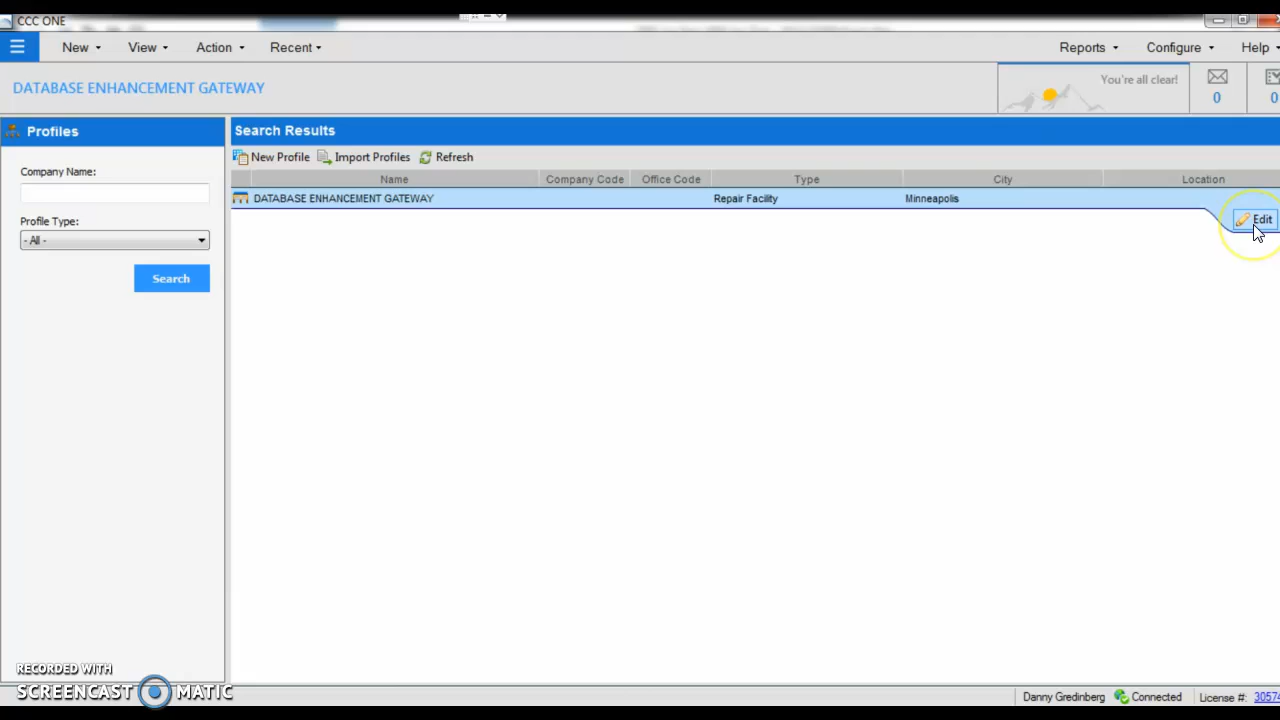 CCC ONE
New View Action Recent Reports Configure Help
DATABASE ENHANCEMENT GATEWAY
You're all clear!
0 0
Profiles
Company Name:
Profile Type:
- All -
Search
Search Results
New Profile Import Profiles Refresh
Name Company Code Office Code Type City Location
DATABASE ENHANCEMENT GATEWAY Repair Facility Minneapolis
Edit
RECORDED WITH
SCREENCAST MATIC
Danny Gredinberg Connected License #: 30574